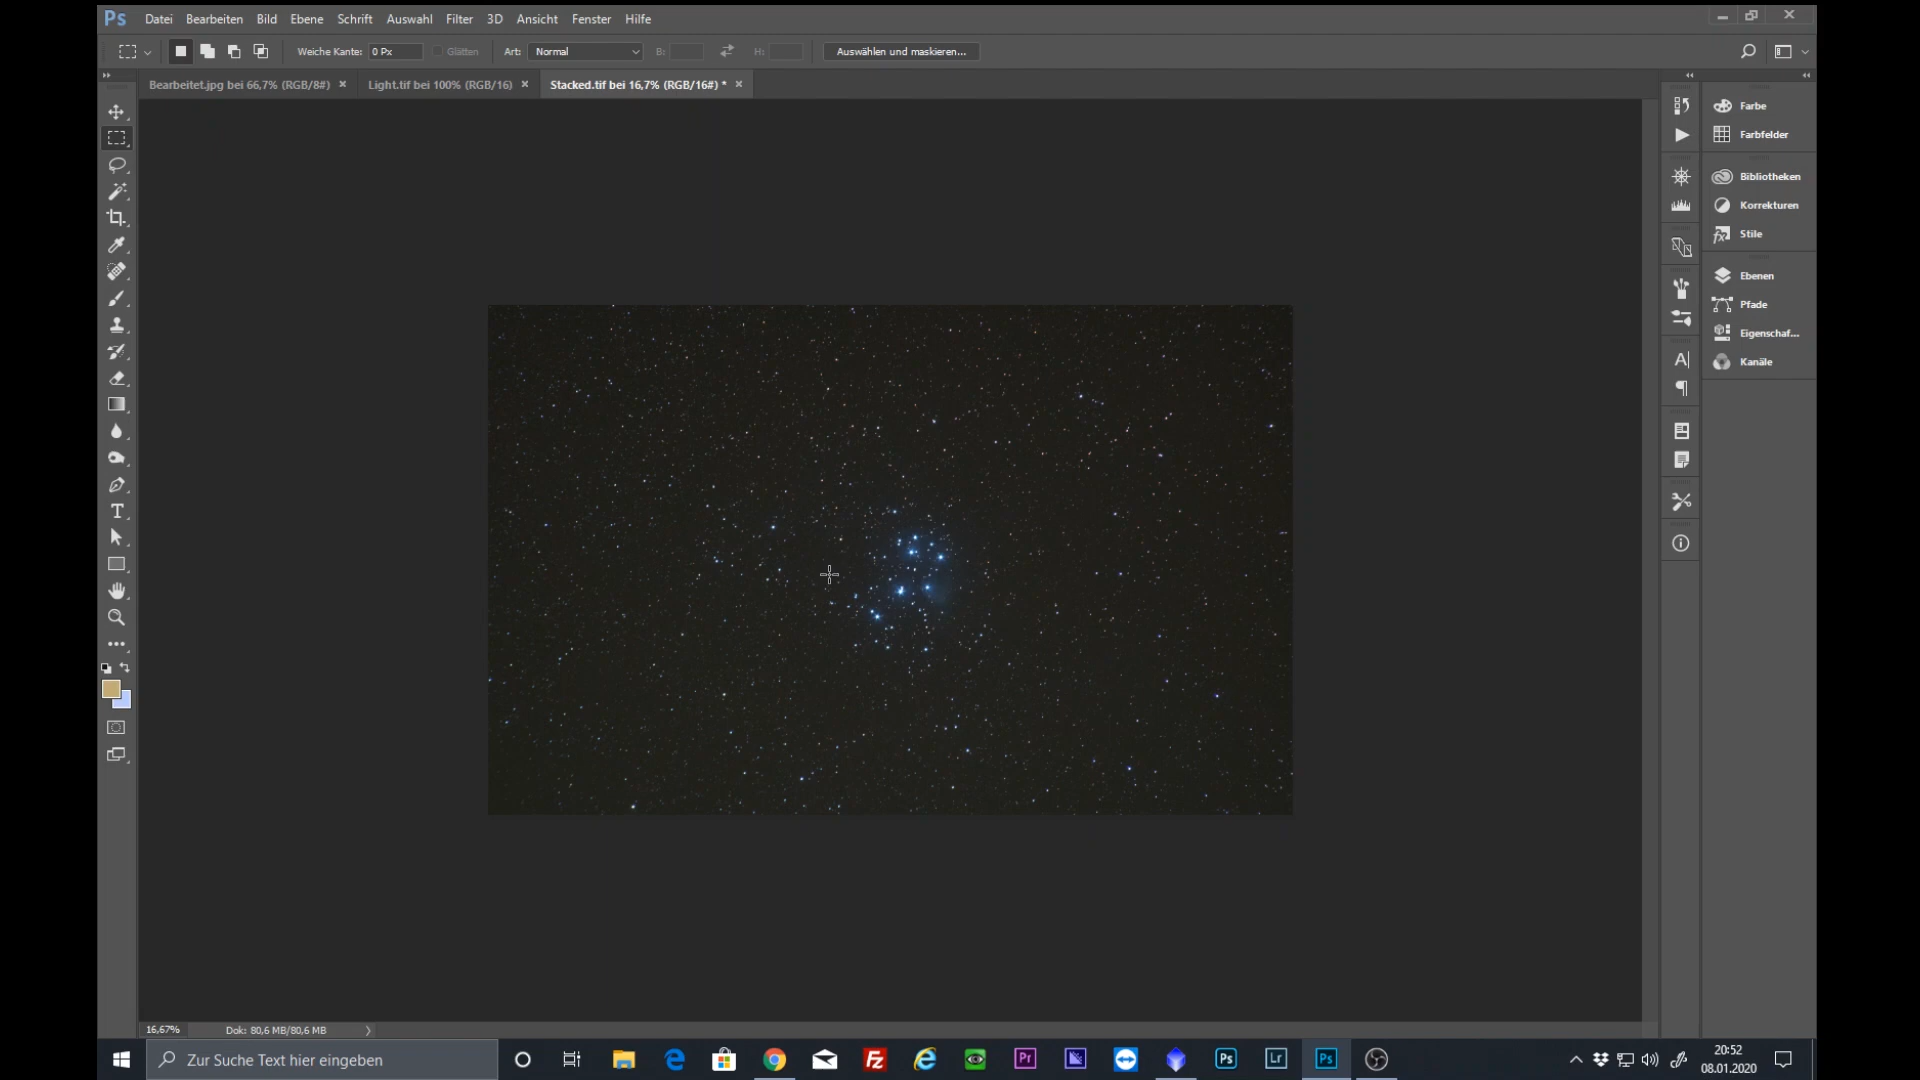 Ps Datei Bearbeiten Bild Ebene Schrift Auswahl Filter 3D Ansicht Fenster Hilfe
Weiche Kante: 0 Px Glätten Art: Normal B: H: Auswählen und maskieren...
Bearbeitet.jpg bei 66,7% (RGB/8#) × Light.tif bei 100% (RGB/16) × Stacked.tif bei 16,7% (RGB/16#) * ×
Farbe
Farbfelder
Bibliotheken
Korrekturen
Stile
Ebenen
Pfade
Eigenschaf...
Kanäle
16,67% Dok: 80,6 MB/80,6 MB
Zur Suche Text hier eingeben
Pr Ps Lr Ps
20:52
08.01.2020